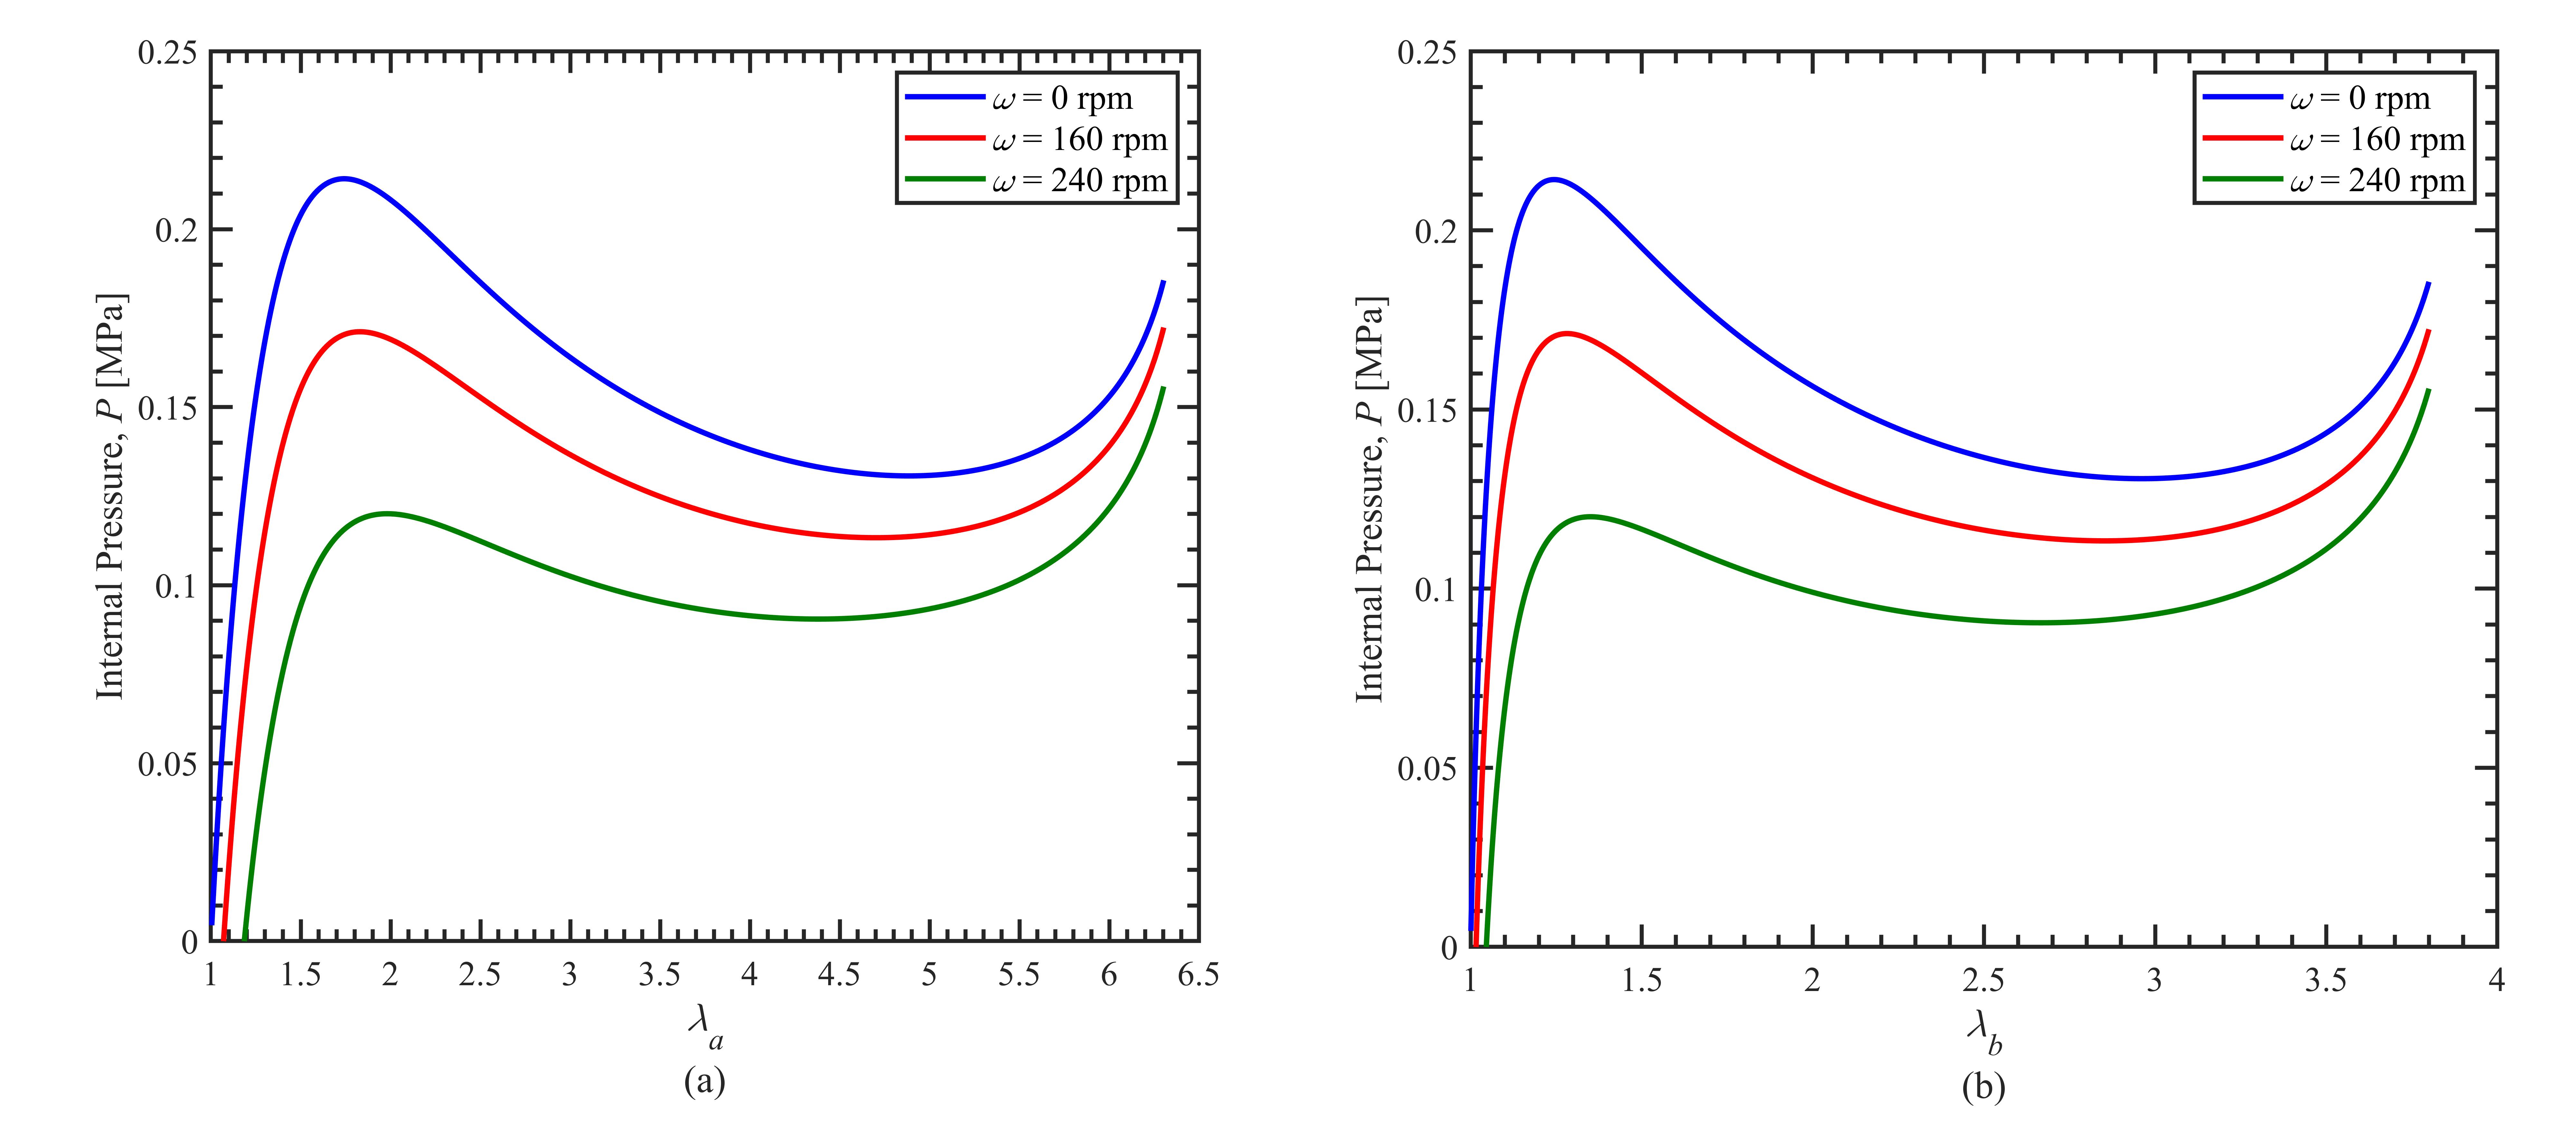 0.25
0.2
0.15
0.1
0.05
0
Internal Pressure, P [MPa]
ω = 0 rpm
ω = 160 rpm
ω = 240 rpm
1 1.5 2 2.5 3 3.5 4 4.5 5 5.5 6 6.5
λa
(a)
0.25
0.2
0.15
0.1
0.05
0
Internal Pressure, P [MPa]
ω = 0 rpm
ω = 160 rpm
ω = 240 rpm
1 1.5 2 2.5 3 3.5 4
λb
(b)